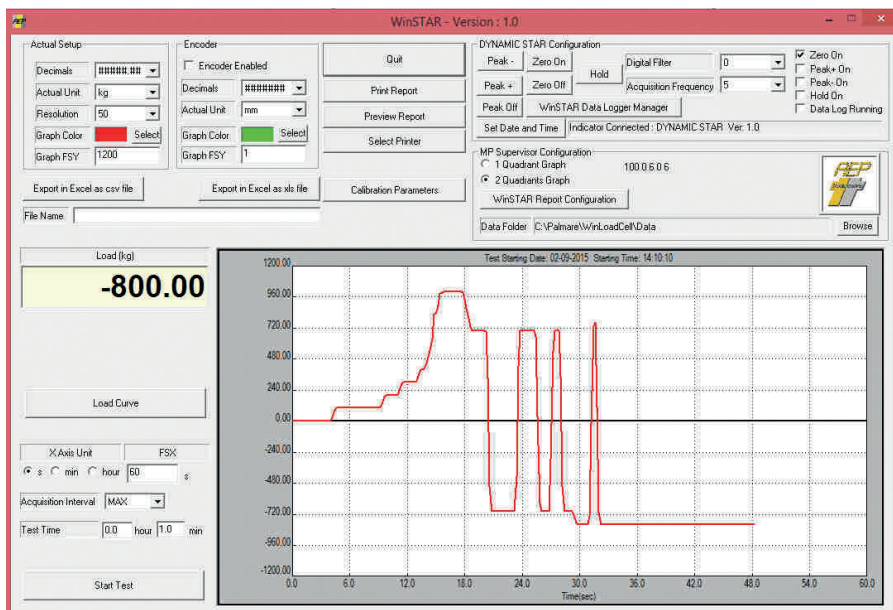 WinSTAR - Version : 1.0
Actual Setup
Decimals #####.##
Actual Unit kg
Resolution 50
Graph Color Select
Graph FSY 1200
Encoder
Encoder Enabled
Decimals #######
Actual Unit mm
Graph Color Select
Graph FSY 1
Export in Excel as csv file
Export in Excel as xls file
File Name
Quit
Print Report
Preview Report
Select Printer
Calibration Parameters
DYNAMIC STAR Configuration
Peak - Zero On
Peak + Zero Off
Hold
Peak Off WinSTAR Data Logger Manager
Digital Filter 0
Acquisition Frequency 5
Zero On
Peak+ On
Peak- On
Hold On
Data Log Running
Set Date and Time Indicator Connected : DYNAMIC STAR Ver: 1.0
MP Supervisor Configuration
1 Quadrant Graph 100.0.6.0.6
2 Quadrants Graph
WinSTAR Report Configuration
AEP
Data Folder C:\Palmare\WinLoadCell\Data Browse
Load (kg)
-800.00
Load Curve
X Axis Unit FSX
s min hour 60 s
Acquisition Interval MAX
Test Time 0.0 hour 1.0 min
Start Test
Test Starting Date: 02-09-2015 Starting Time: 14:10:10
1200.00
960.00
720.00
480.00
240.00
0.00
-240.00
-480.00
-720.00
-960.00
-1200.00
0.0 6.0 12.0 18.0 24.0 30.0 36.0 42.0 48.0 54.0 60.0
Time(sec)